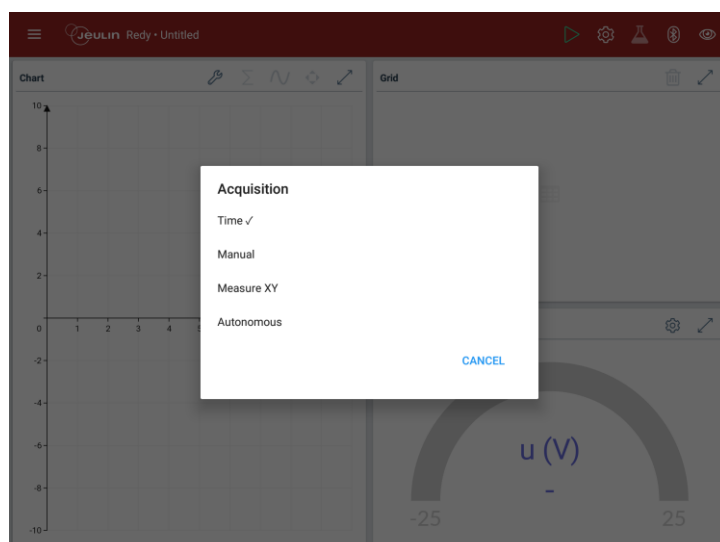 Jeulin Redy • Untitled
Chart
Grid
10
8
6
4
2
0 1 2 3 4
-2
-4
-6
-8
-10
Acquisition
Time ✓
Manual
Measure XY
Autonomous
CANCEL
u (V)
-
-25 25